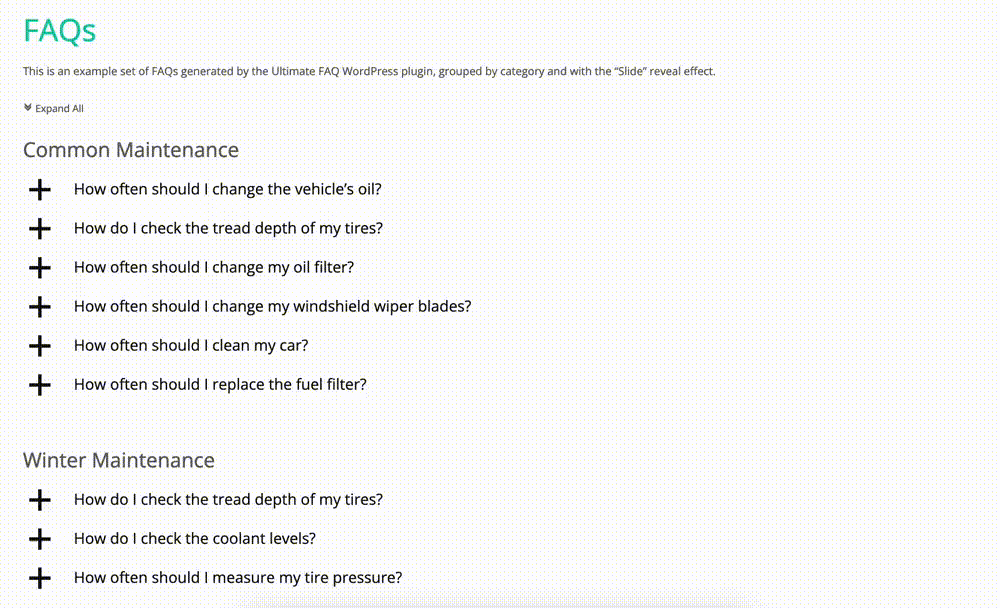 FAQs
This is an example set of FAQs generated by the Ultimate FAQ WordPress plugin, grouped by category and with the “Slide” reveal effect.
Expand All
Common Maintenance
How often should I change the vehicle’s oil?
How do I check the tread depth of my tires?
How often should I change my oil filter?
How often should I change my windshield wiper blades?
How often should I clean my car?
How often should I replace the fuel filter?
Winter Maintenance
How do I check the tread depth of my tires?
How do I check the coolant levels?
How often should I measure my tire pressure?